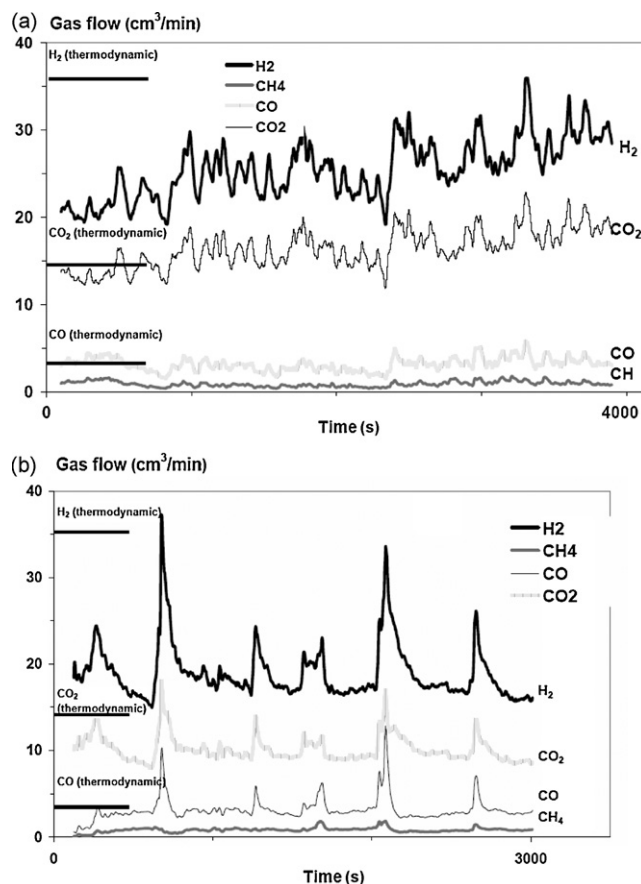 (a) Gas flow (cm³/min)
40
H₂ (thermodynamic)
H2
CH4
CO
CO2
30
H₂
20
CO₂ (thermodynamic)
CO₂
10
CO (thermodynamic)
CO
CH
0
0
4000
Time (s)
(b) Gas flow (cm³/min)
40
H₂ (thermodynamic)
H2
CH4
CO
CO2
30
20
H₂
CO₂
(thermodynamic)
10
CO₂
CO (thermodynamic)
CO
CH₄
0
0
3000
Time (s)